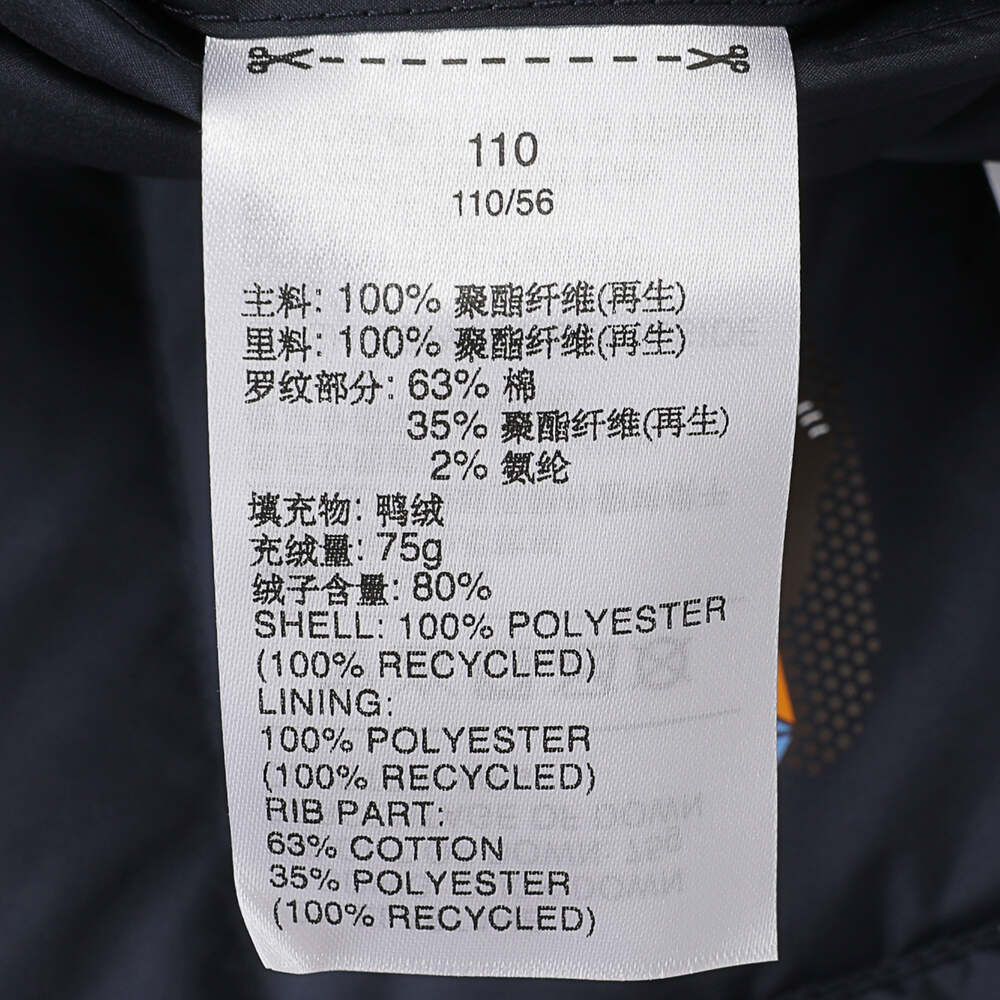 110
110/56
主料: 100% 聚酯纤维(再生)
里料: 100% 聚酯纤维(再生)
罗纹部分: 63% 棉
35% 聚酯纤维(再生)
2% 氨纶
填充物: 鸭绒
充绒量: 75g
绒子含量: 80%
SHELL: 100% POLYESTER
(100% RECYCLED)
LINING:
100% POLYESTER
(100% RECYCLED)
RIB PART:
63% COTTON
35% POLYESTER
(100% RECYCLED)